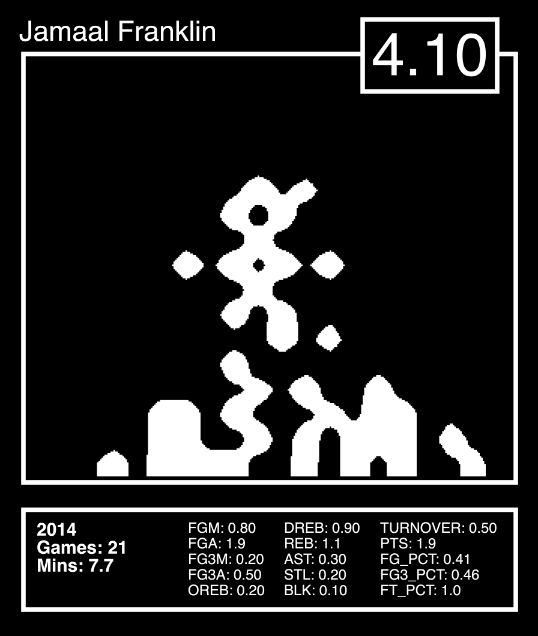 Jamaal Franklin
4.10
2014
Games: 21
Mins: 7.7
FGM: 0.80
FGA: 1.9
FG3M: 0.20
FG3A: 0.50
OREB: 0.20
DREB: 0.90
REB: 1.1
AST: 0.30
STL: 0.20
BLK: 0.10
TURNOVER: 0.50
PTS: 1.9
FG_PCT: 0.41
FG3_PCT: 0.46
FT_PCT: 1.0